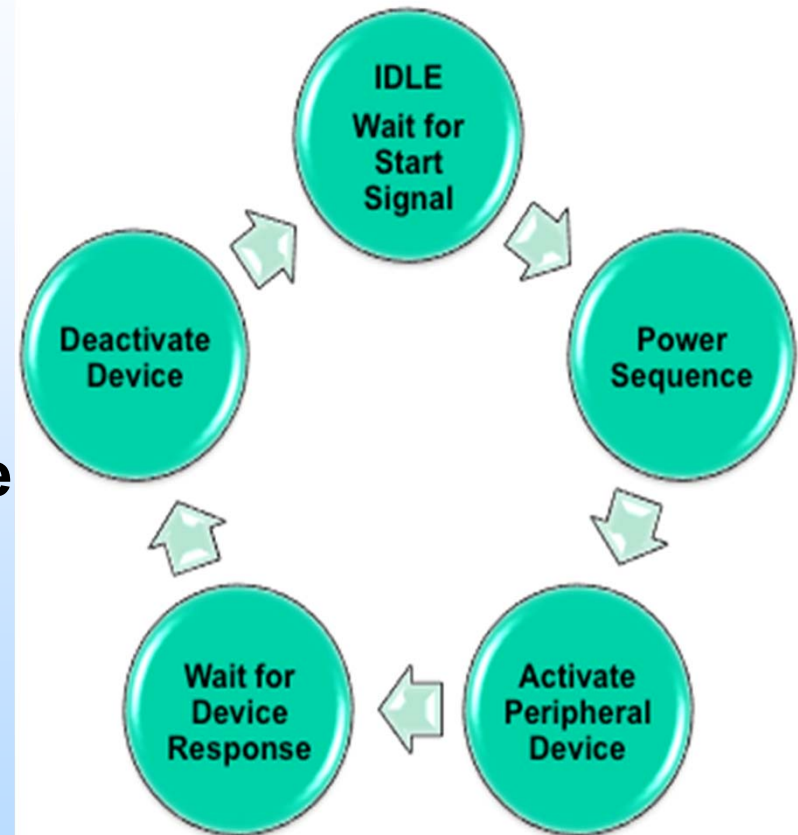 IDLE
Wait for
Start
Signal
Power
Sequence
Activate
Peripheral
Device
Wait for
Device
Response
Deactivate
Device
e